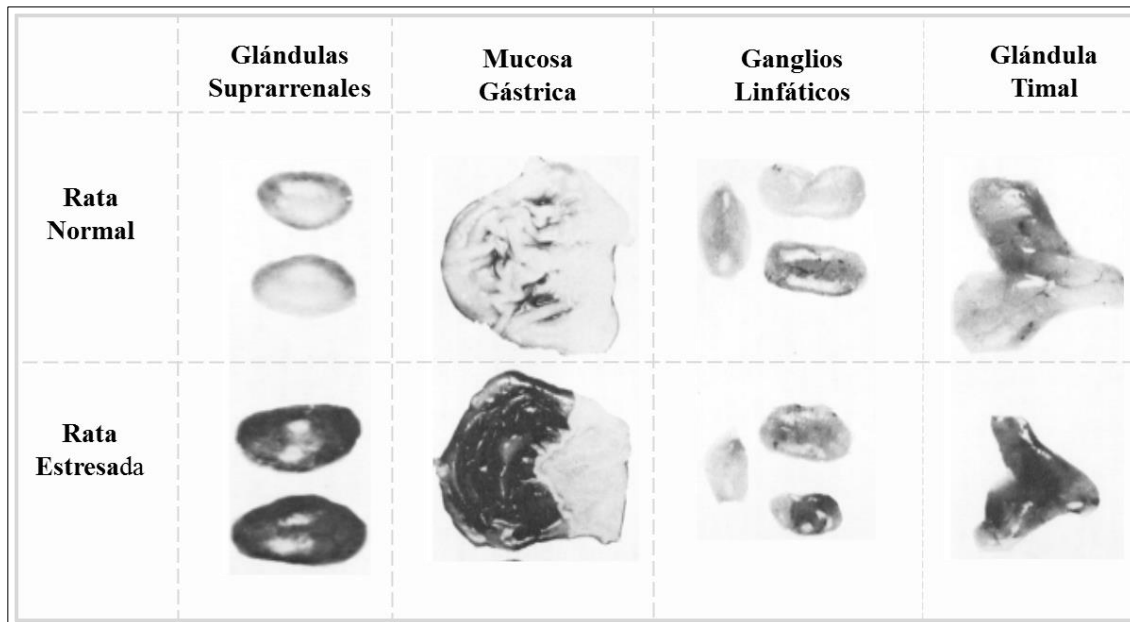 Glándulas
Suprarrenales
Mucosa
Gástrica
Ganglios
Linfáticos
Glándula
Timal
Rata
Normal
Rata
Estresada